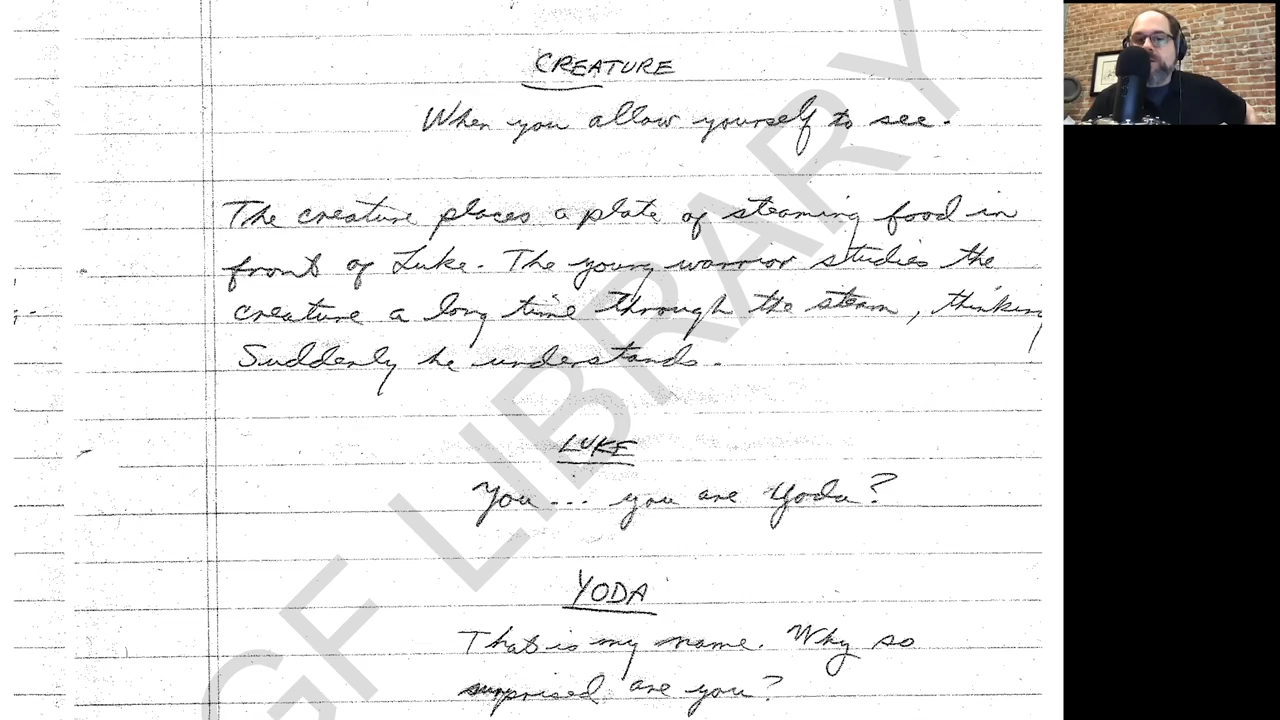 CREATURE
When you allow yourself to see.
The creature places a plate of steaming food in
front of Luke. The young warrior studies the
creature a long time through the steam, thinking
Suddenly he understands.
LUKE
You... you are Yoda?
YODA
That is my name. Why so
surprised are you?
GF LIBRARY